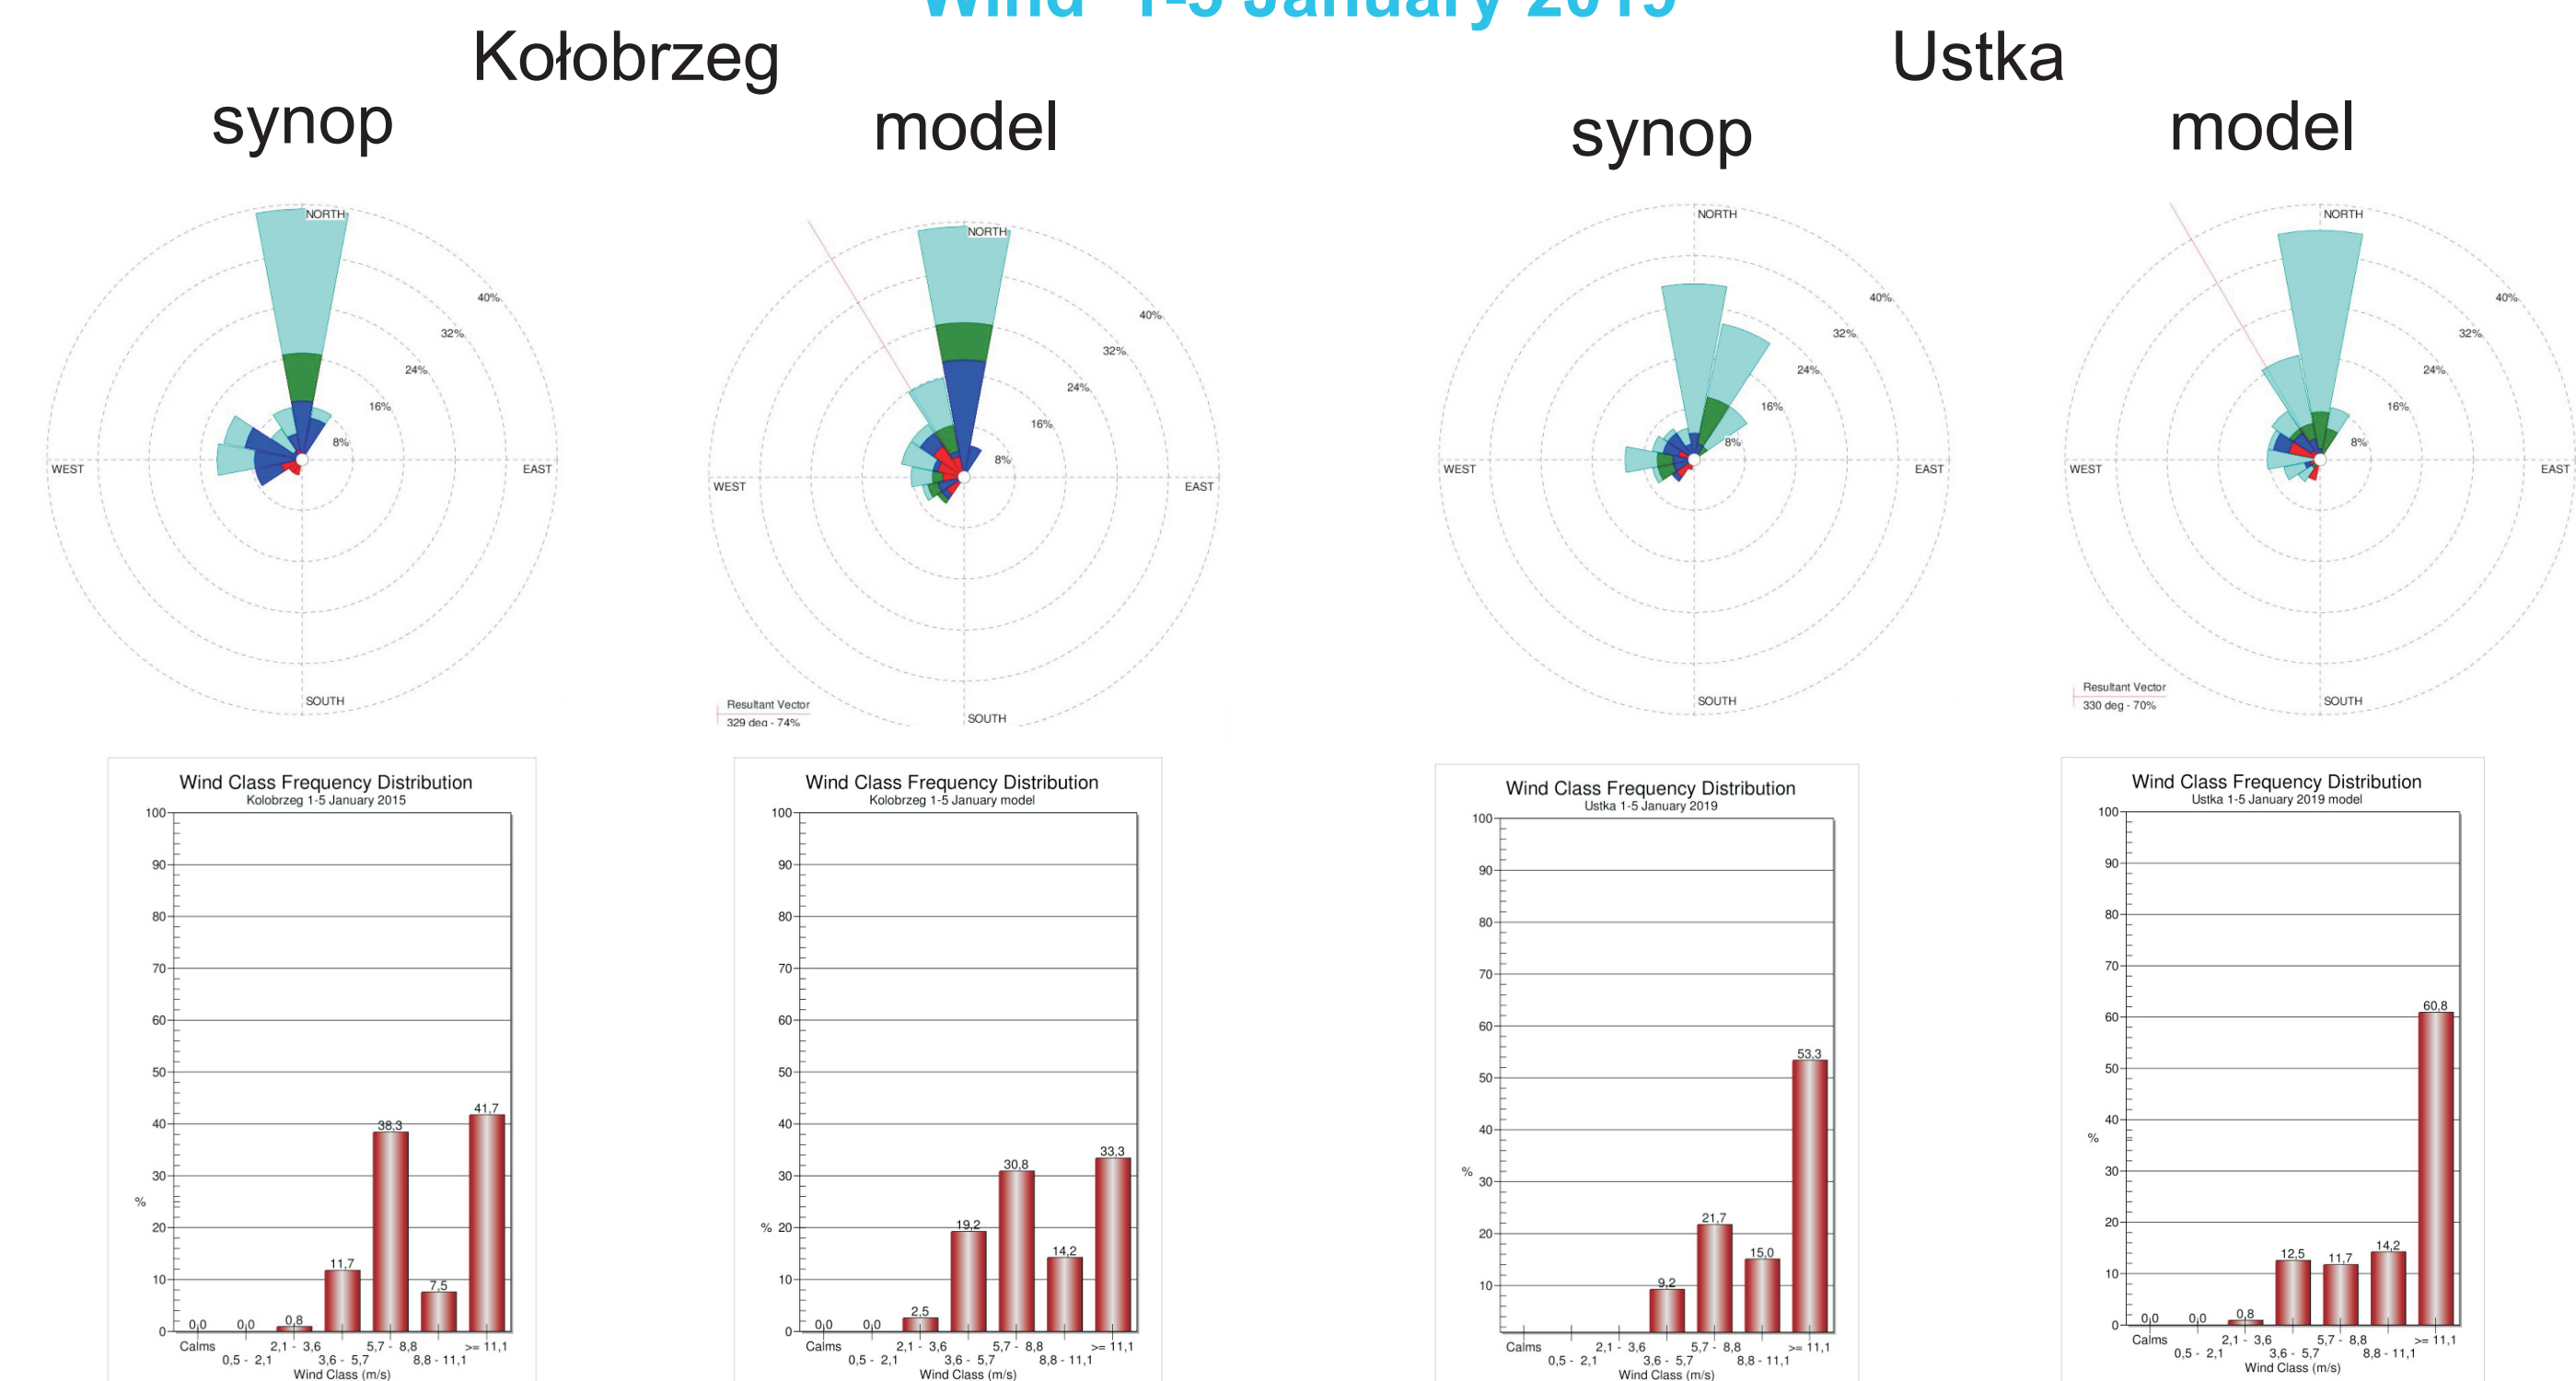 Wind 1-5 January 2019
Kołobrzeg
Ustka
synop
model
synop
model
NORTH
40%
32%
24%
16%
8%
WEST
EAST
SOUTH
NORTH
40%
32%
24%
16%
8%
WEST
EAST
SOUTH
Resultant Vector
329 deg - 74%
NORTH
40%
32%
24%
16%
8%
WEST
EAST
SOUTH
NORTH
40%
32%
24%
16%
8%
WEST
EAST
SOUTH
Resultant Vector
330 deg - 70%
Wind Class Frequency Distribution
Kolobrzeg 1-5 January 2015
100
90
80
70
60
50
40
30
20
10
0
%
0,0
0,0
0,8
11,7
38,3
7,5
41,7
Calms 2,1 - 3,6 5,7 - 8,8 >= 11,1
0,5 - 2,1 3,6 - 5,7 8,8 - 11,1
Wind Class (m/s)
Wind Class Frequency Distribution
Kolobrzeg 1-5 January model
100
90
80
70
60
50
40
30
20
10
0
%
0,0
0,0
2,5
19,2
30,8
14,2
33,3
Calms 2,1 - 3,6 5,7 - 8,8 >= 11,1
0,5 - 2,1 3,6 - 5,7 8,8 - 11,1
Wind Class (m/s)
Wind Class Frequency Distribution
Ustka 1-5 January 2019
100
90
80
70
60
50
40
30
20
10
%
9,2
21,7
15,0
53,3
Calms 2,1 - 3,6 5,7 - 8,8 >= 11,1
0,5 - 2,1 3,6 - 5,7 8,8 - 11,1
Wind Class (m/s)
Wind Class Frequency Distribution
Ustka 1-5 January 2019 model
100
90
80
70
60
50
40
30
20
10
0
%
0,0
0,0
0,8
12,5
11,7
14,2
60,8
Calms 2,1 - 3,6 5,7 - 8,8 >= 11,1
0,5 - 2,1 3,6 - 5,7 8,8 - 11,1
Wind Class (m/s)